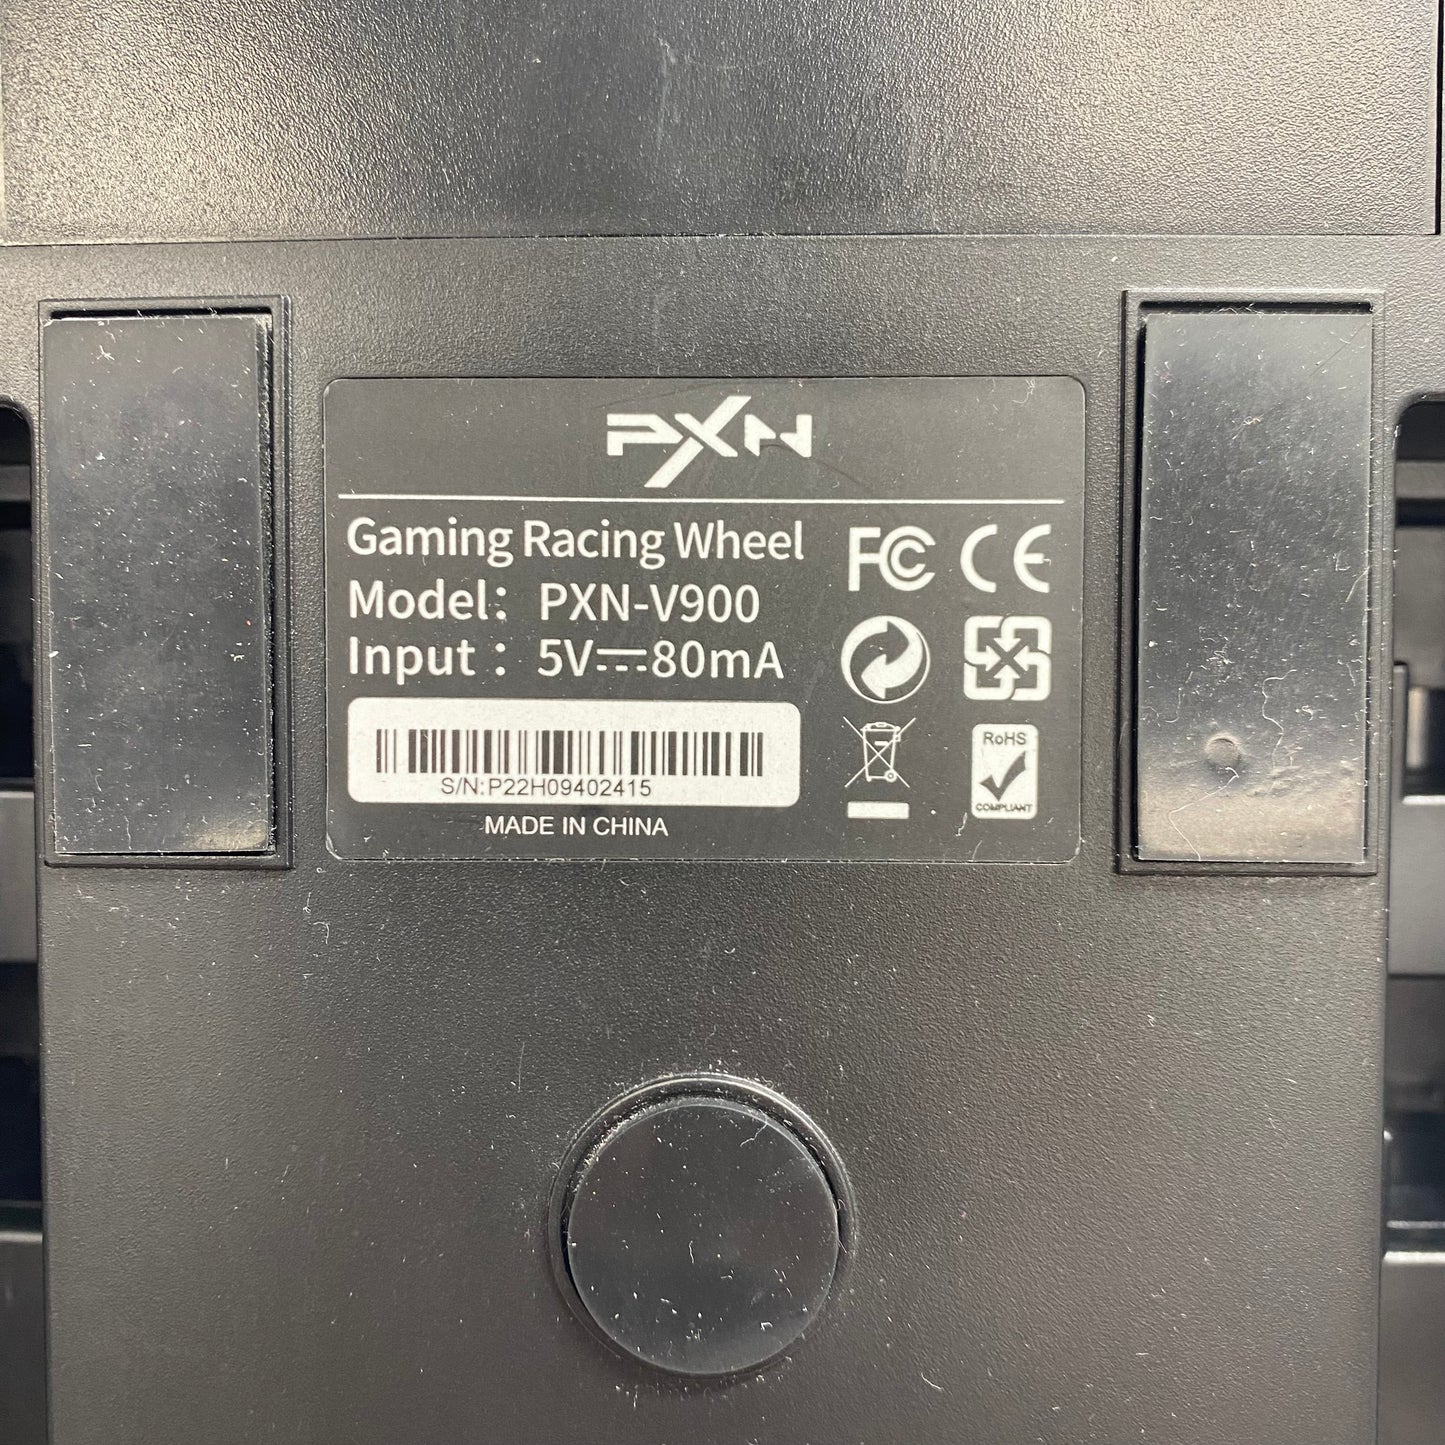 PXN
Gaming Racing Wheel
Model: PXN-V900
Input : 5V⎓80mA
FC CE
RoHS
COMPLIANT
S/N:P22H09402415
MADE IN CHINA